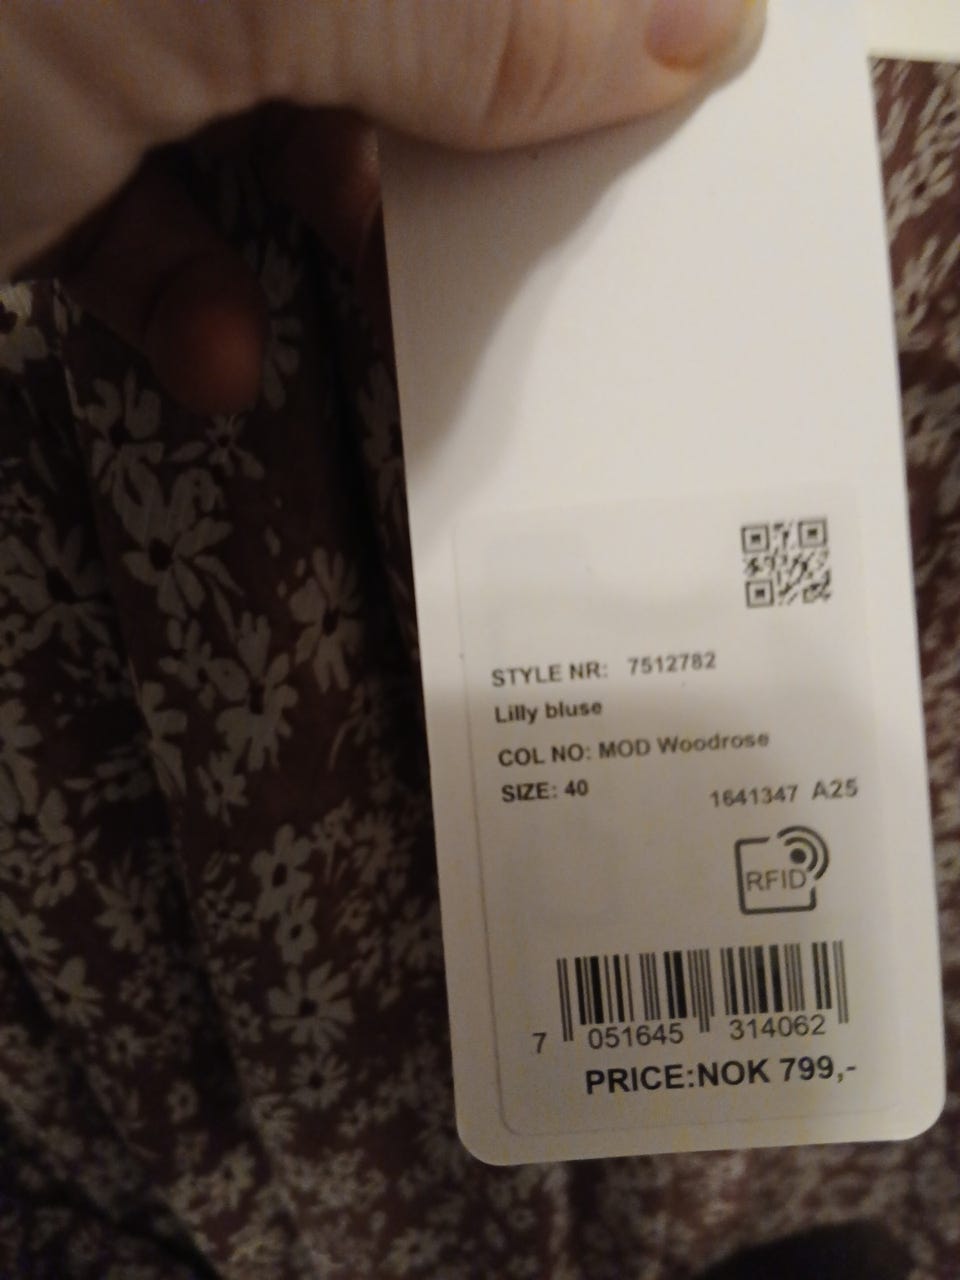 STYLE NR: 7512782
Lilly bluse
COL NO: MOD Woodrose
SIZE: 40
1641347 A25
RFID
7 051645 314062
PRICE:NOK 799,-